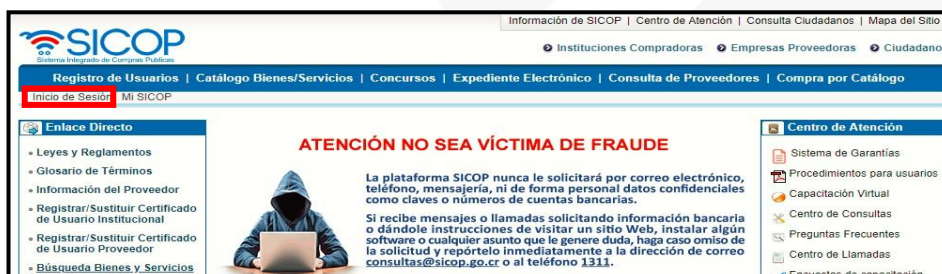 Información de SICOP | Centro de Atención | Consulta Ciudadanos | Mapa del Sitio
SICOP
Sistema Integrado de Compras Públicas
Instituciones Compradoras Empresas Proveedoras Ciudadano
Registro de Usuarios | Catálogo Bienes/Servicios | Concursos | Expediente Electrónico | Consulta de Proveedores | Compra por Catálogo
Inicio de Sesión Mi SICOP
Enlace Directo
» Leyes y Reglamentos
» Glosario de Términos
» Información del Proveedor
» Registrar/Sustituir Certificado
de Usuario Institucional
» Registrar/Sustituir Certificado
de Usuario Proveedor
» Búsqueda Bienes y Servicios
ATENCIÓN NO SEA VÍCTIMA DE FRAUDE
La plataforma SICOP nunca le solicitará por correo electrónico,
teléfono, mensajería, ni de forma personal datos confidenciales
como claves o números de cuentas bancarias.
Si recibe mensajes o llamadas solicitando información bancaria
o dándole instrucciones de visitar un sitio Web, instalar algún
software o cualquier asunto que le genere duda, haga caso omiso de
la solicitud y repórtelo inmediatamente a la dirección de correo
consultas@sicop.go.cr o al teléfono 1311.
Centro de Atención
Sistema de Garantías
Procedimientos para usuarios
Capacitación Virtual
Centro de Consultas
Preguntas Frecuentes
Centro de Llamadas
Encuestas de capacitación